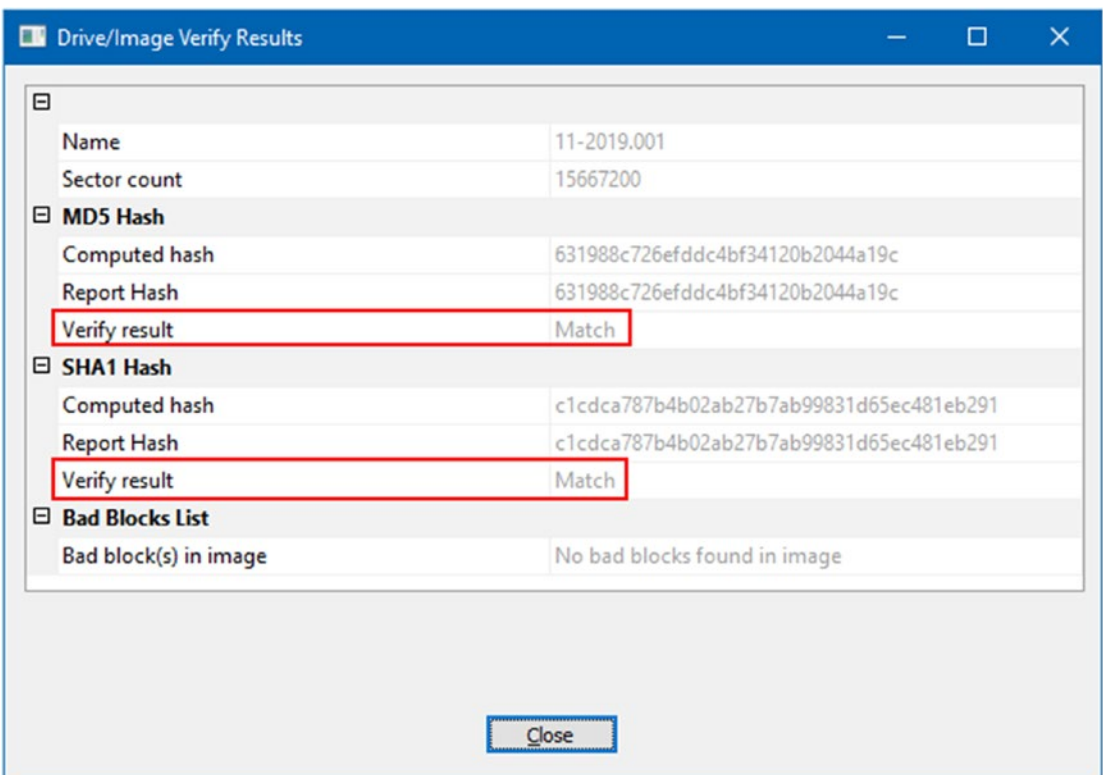 Drive/Image Verify Results
Name 11-2019.001
Sector count 15667200
MD5 Hash
Computed hash 631988c726efddc4bf34120b2044a19c
Report Hash 631988c726efddc4bf34120b2044a19c
Verify result Match
SHA1 Hash
Computed hash c1cdca787b4b02ab27b7ab99831d65ec481eb291
Report Hash c1cdca787b4b02ab27b7ab99831d65ec481eb291
Verify result Match
Bad Blocks List
Bad block(s) in image No bad blocks found in image
Close